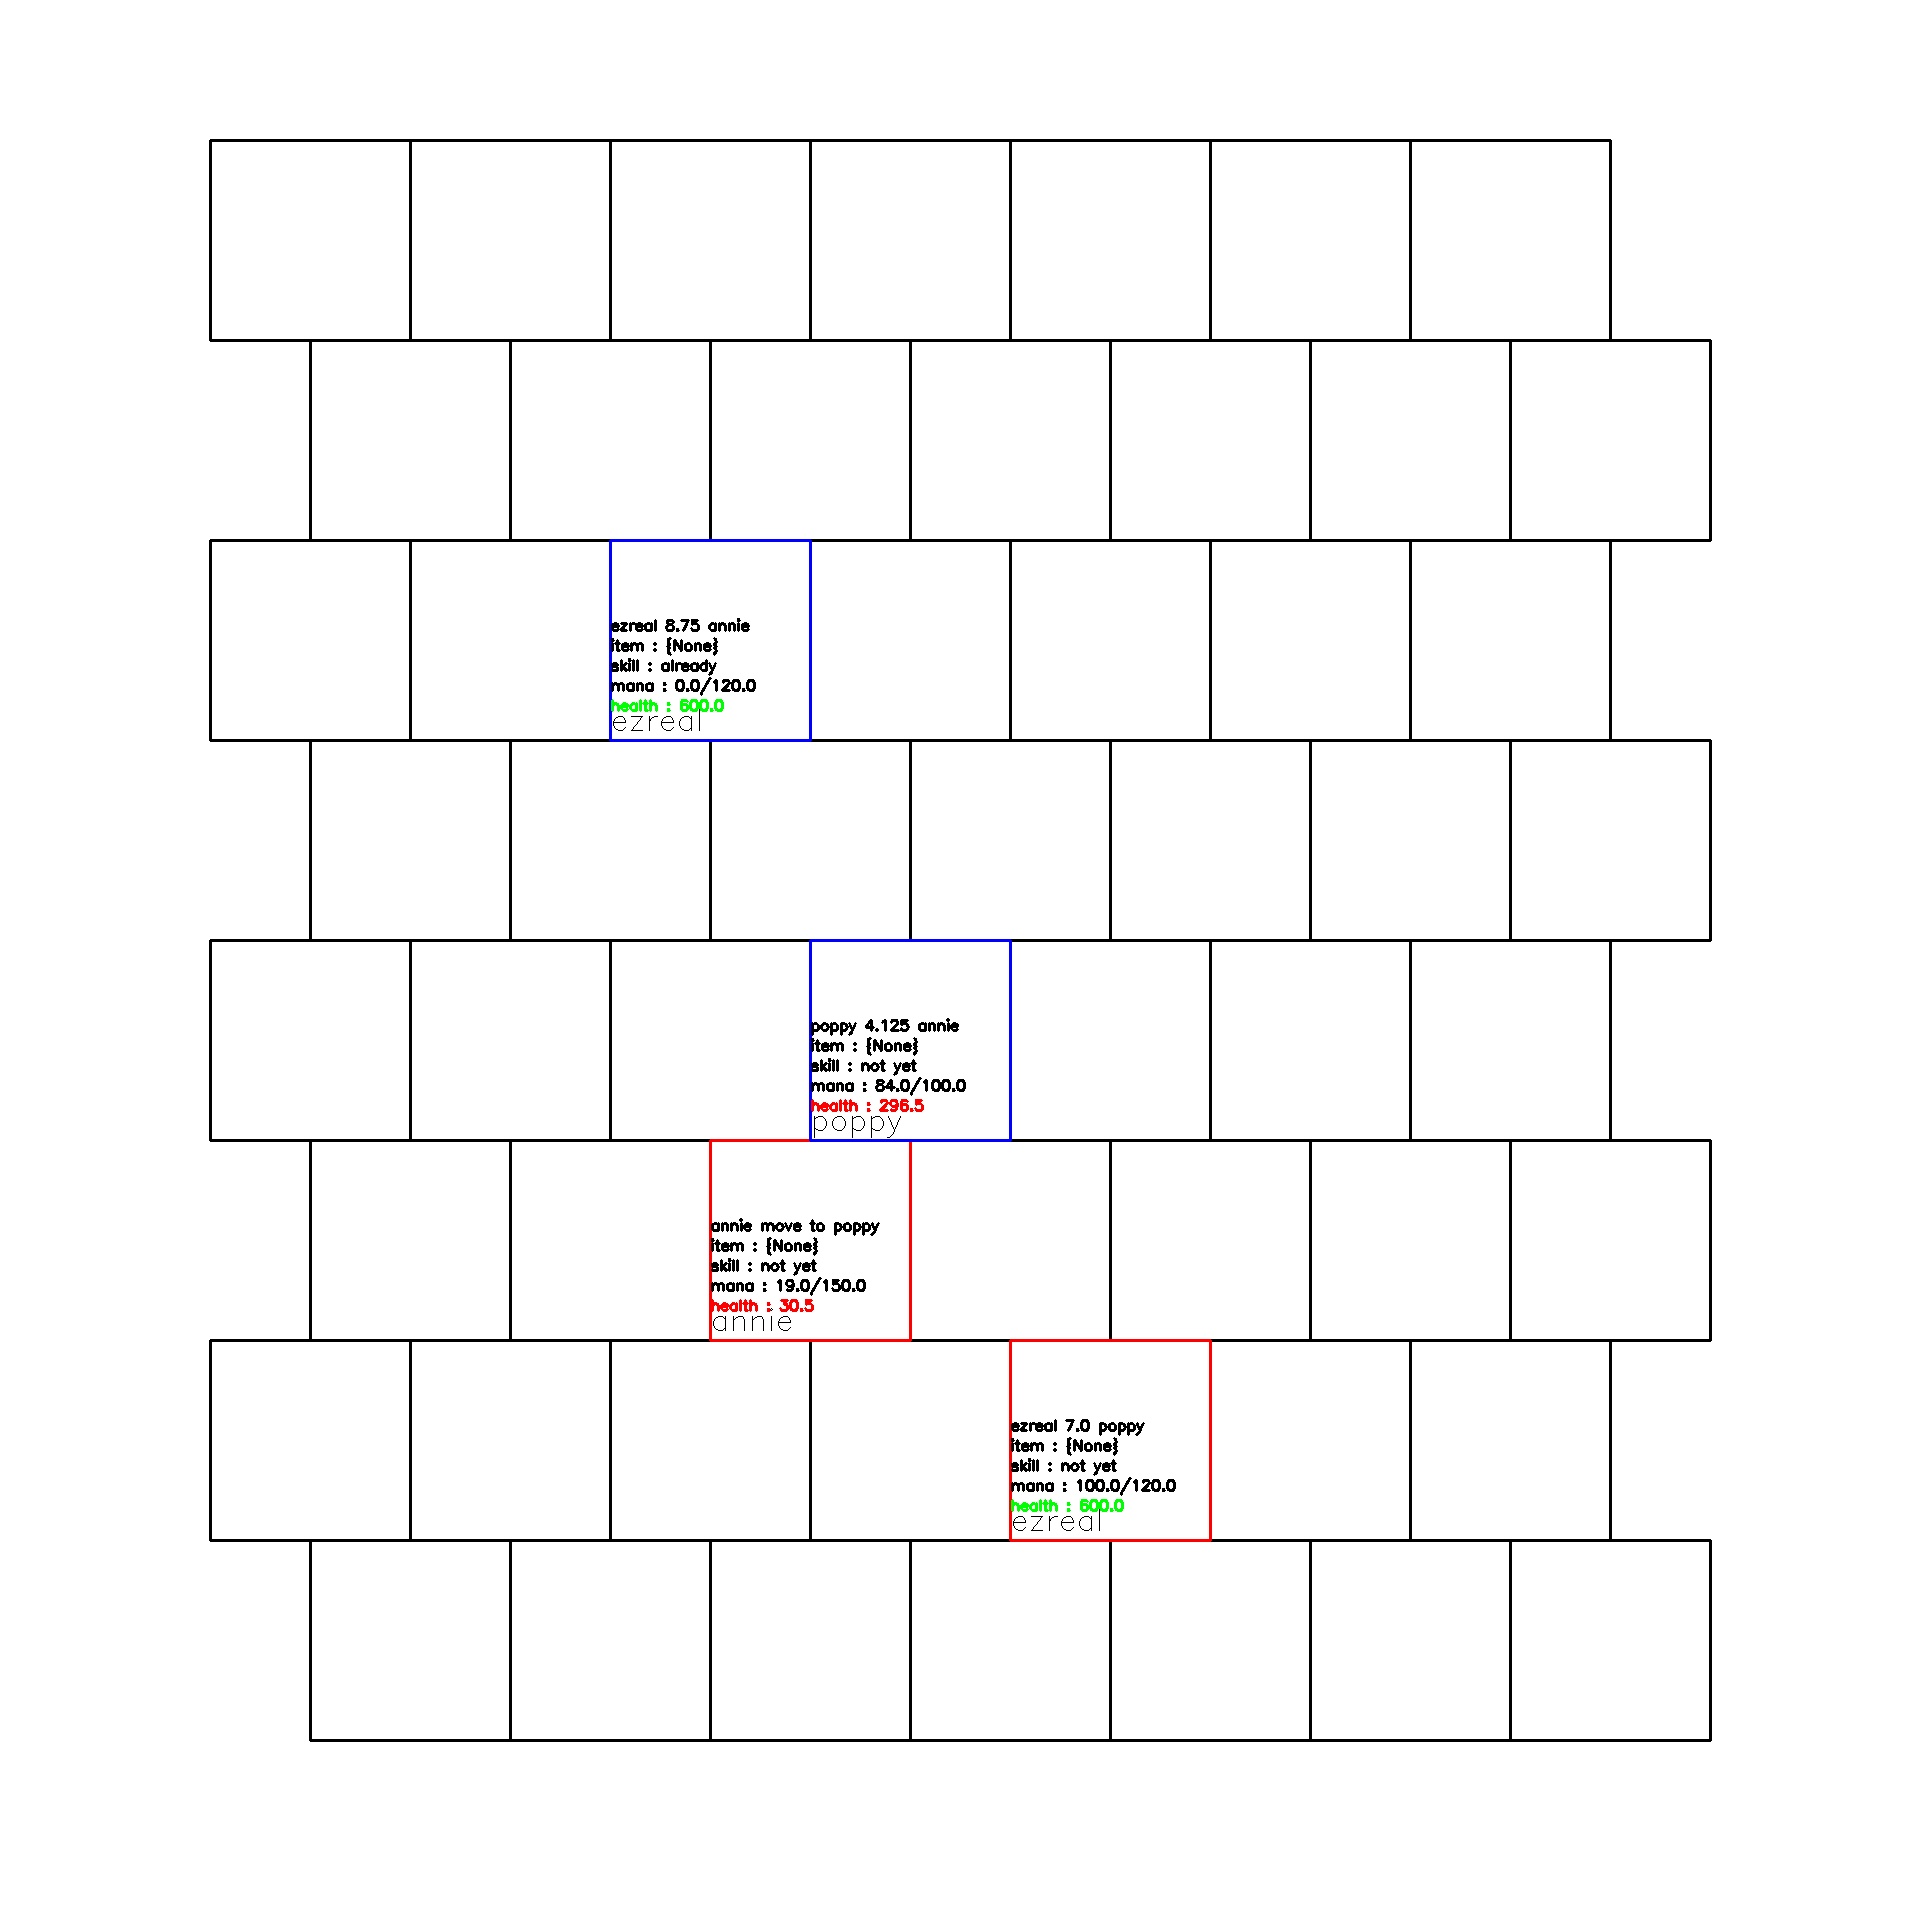 ezreal 8.75 annie
item : {None}
skill : already
mana : 0.0/120.0
health : 600.0
ezreal
poppy 4.125 annie
item : {None}
skill : not yet
mana : 84.0/100.0
health : 296.5
poppy
annie move to poppy
item : {None}
skill : not yet
mana : 19.0/150.0
health : 30.5
annie
ezreal 7.0 poppy
item : {None}
skill : not yet
mana : 100.0/120.0
health : 600.0
ezreal